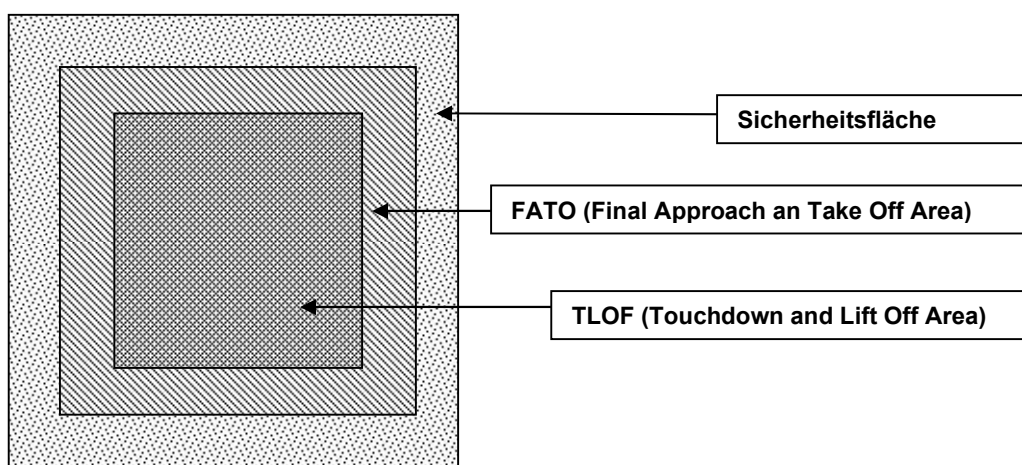 Sicherheitsfläche
FATO (Final Approach an Take Off Area)
TLOF (Touchdown and Lift Off Area)